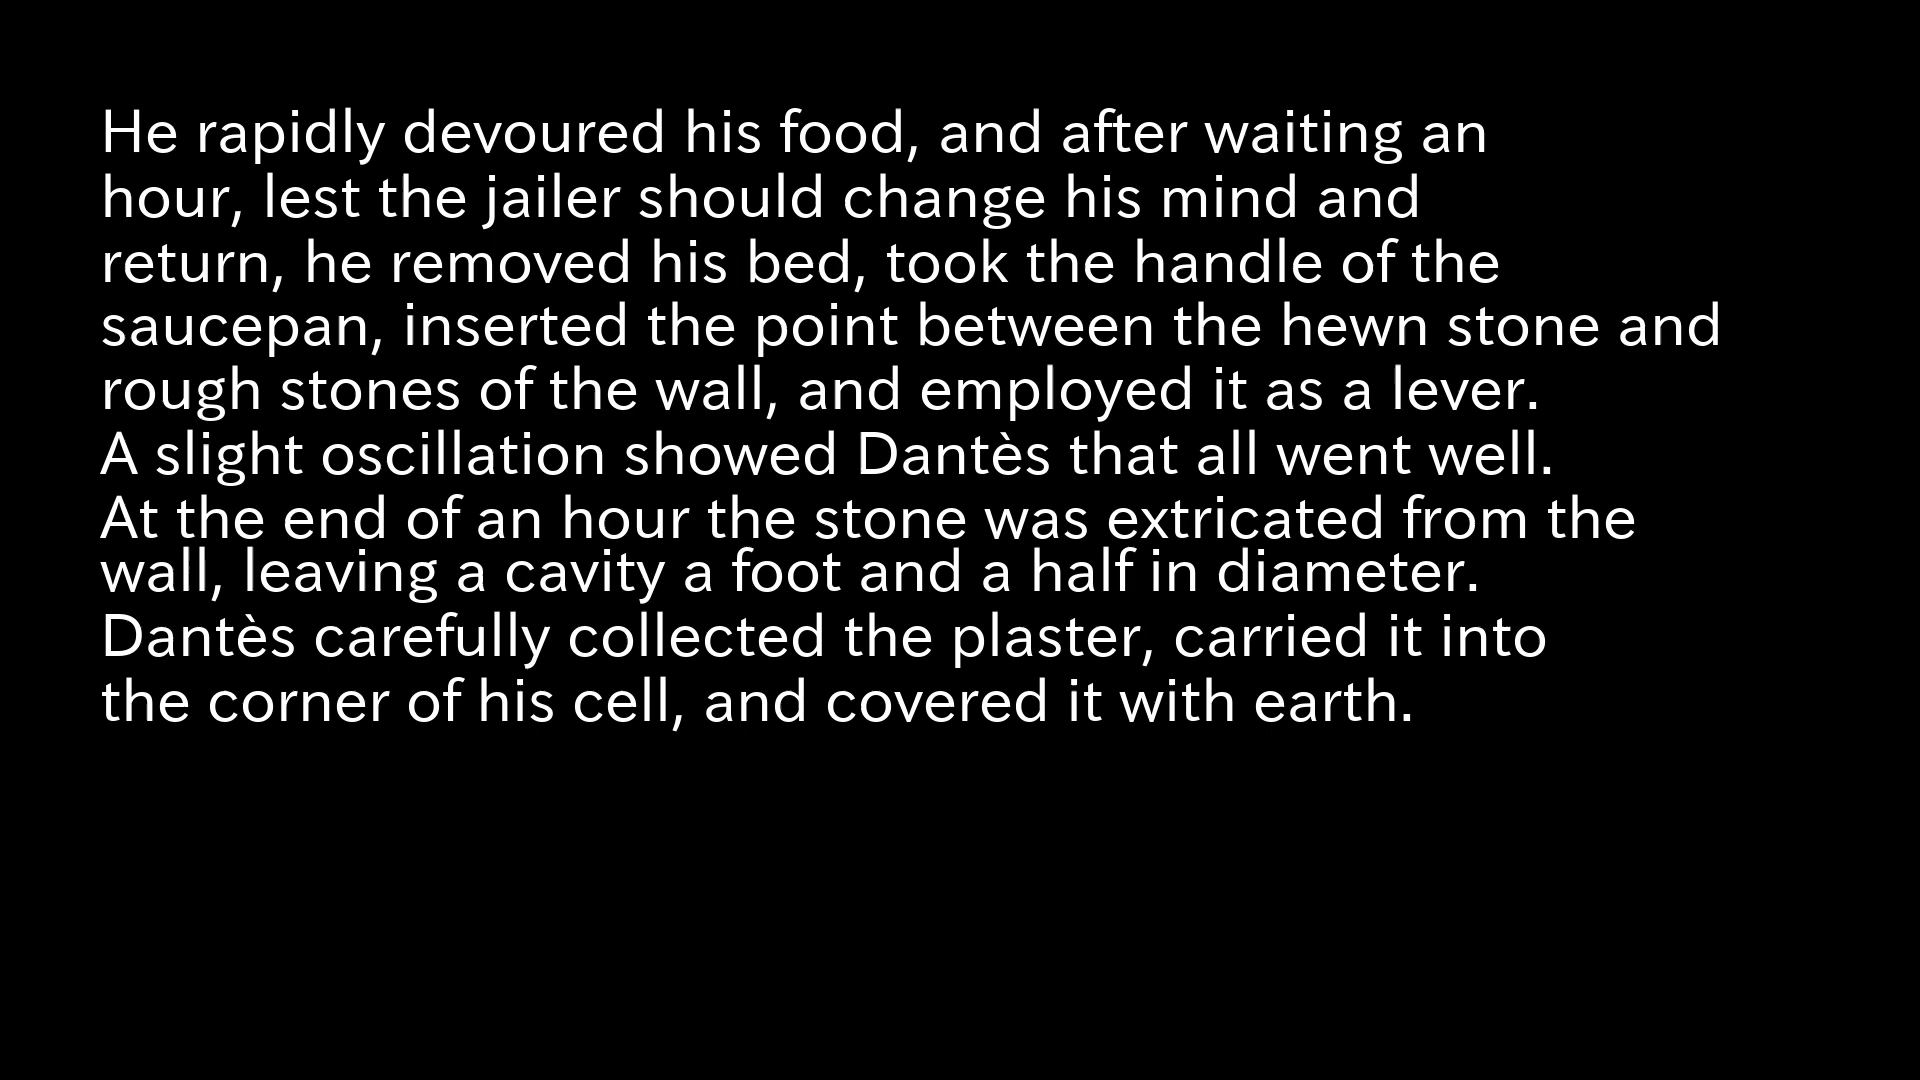 He rapidly devoured his food, and after waiting an
hour, lest the jailer should change his mind and
return, he removed his bed, took the handle of the
saucepan, inserted the point between the hewn stone and
rough stones of the wall, and employed it as a lever.
A slight oscillation showed Dantès that all went well.
At the end of an hour the stone was extricated from the
wall, leaving a cavity a foot and a half in diameter.
Dantès carefully collected the plaster, carried it into
the corner of his cell, and covered it with earth.